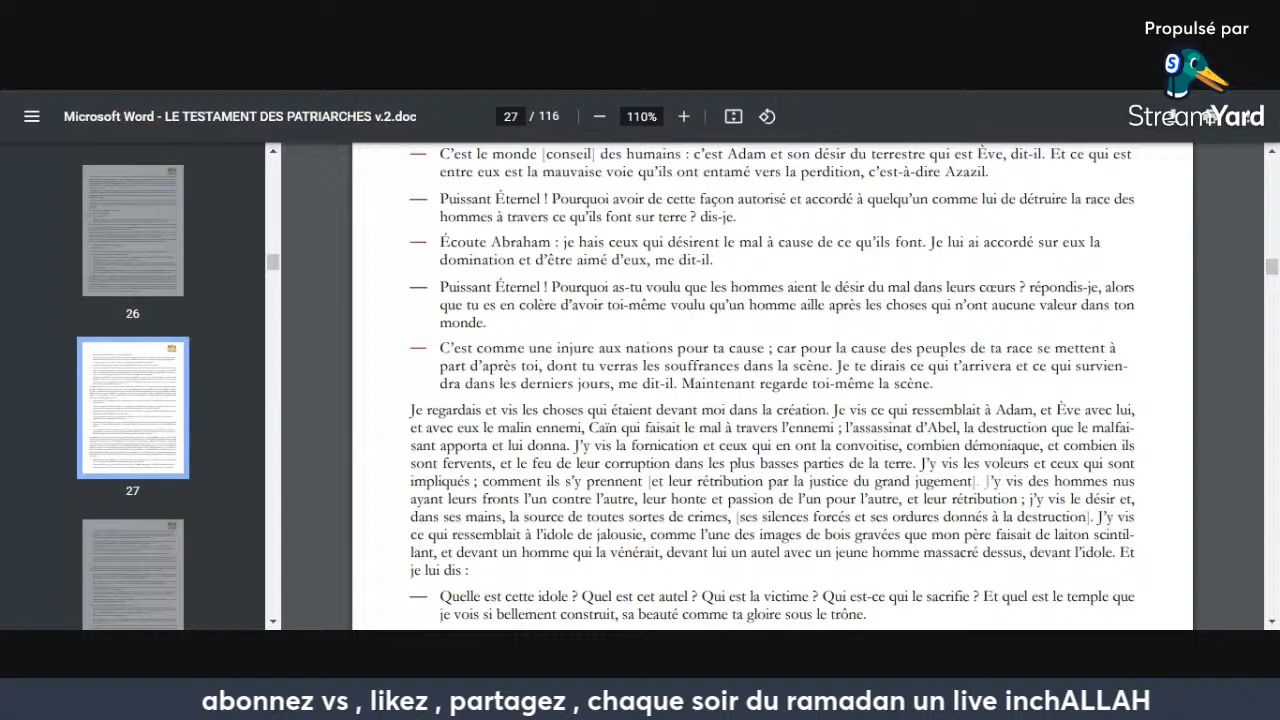 Propulsé par
StreamYard
Microsoft Word - LE TESTAMENT DES PATRIARCHES v.2.doc
27 / 116
110%
— C'est le monde [conseil] des humains : c'est Adam et son désir du terrestre qui est Ève, dit-il. Et ce qui est
entre eux est la mauvaise voie qu'ils ont entamé vers la perdition, c'est-à-dire Azazil.
— Puissant Éternel ! Pourquoi avoir de cette façon autorisé et accordé à quelqu'un comme lui de détruire la race des
hommes à travers ce qu'ils font sur terre ? dis-je.
— Écoute Abraham : je hais ceux qui désirent le mal à cause de ce qu'ils font. Je lui ai accordé sur eux la
domination et d'être aimé d'eux, me dit-il.
— Puissant Éternel ! Pourquoi as-tu voulu que les hommes aient le désir du mal dans leurs cœurs ? répondis-je, alors
que tu es en colère d'avoir toi-même voulu qu'un homme aille après les choses qui n'ont aucune valeur dans ton
monde.
— C'est comme une injure aux nations pour ta cause ; car pour la cause des peuples de ta race se mettent à
part d'après toi, dont tu verras les souffrances dans la scène. Je te dirais ce qui t'arrivera et ce qui survien-
dra dans les derniers jours, me dit-il. Maintenant regarde toi-même la scène.
Je regardais et vis les choses qui étaient devant moi dans la création. Je vis ce qui ressemblait à Adam, et Ève avec lui,
et avec eux le malin ennemi, Caïn qui faisait le mal à travers l'ennemi ; l'assassinat d'Abel, la destruction que le malfai-
sant apporta et lui donna. J'y vis la fornication et ceux qui enrent la convoitise, combien démoniaque, et combien ils
sont fervents, et le feu de leur corruption dans les plus basses parties de la terre. J'y vis les voleurs et ceux qui sont
impliqués ; comment ils s'y prennent [et leur rétribution par la justice du grand jugement]. J'y vis des hommes nus
ayant leurs fronts l'un contre l'autre, leur honte et passion de l'un pour l'autre, et leur rétribution ; j'y vis le désir et,
dans ses mains, la source de toutes sortes de crimes, [ses silences forcés et ses ordures donnés à la destruction]. J'y vis
ce qui ressemblait à l'idole de jalousie, comme l'une des images de bois gravées que mon père faisait de laiton scintil-
lant, et devant un homme qui la vénérait, devant lui un autel avec un jeune homme massacré dessus, devant l'idole. Et
je lui dis :
— Quelle est cette idole ? Quel est cet autel ? Qui est la victime ? Qui est-ce qui le sacrifie ? Et quel est le temple que
je vois si bellement construit, sa beauté comme ta gloire sous le trône.
26
27
abonnez vs , likez , partagez , chaque soir du ramadan un live inchALLAH